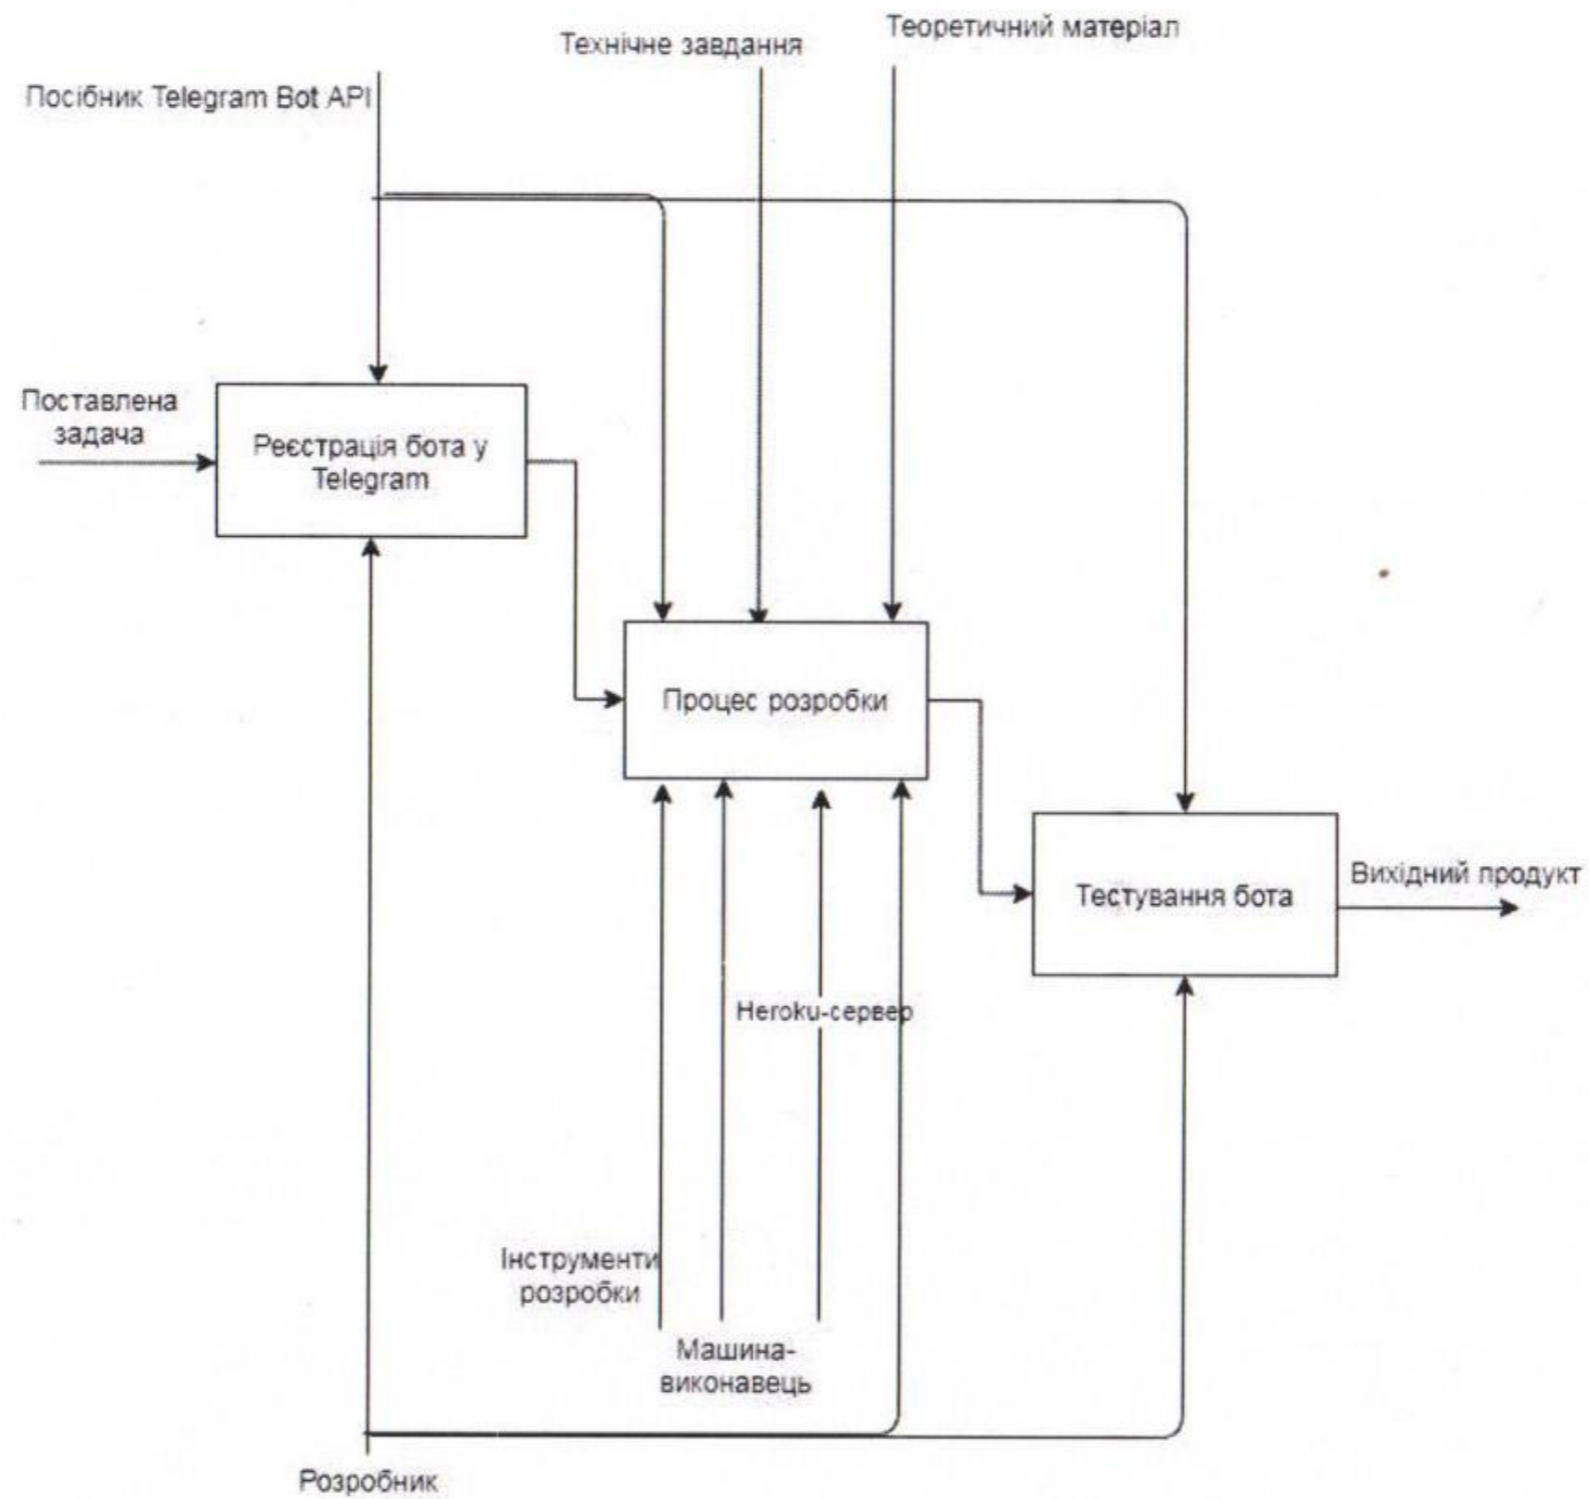 Теоретичний матеріал
Технічне завдання
Посібник Telegram Bot API
Поставлена
задача
Реєстрація бота у
Telegram
Процес розробки
Тестування бота
Вихідний продукт
Heroku-сервер
Інструменти
розробки
Машина-
виконавець
Розробник